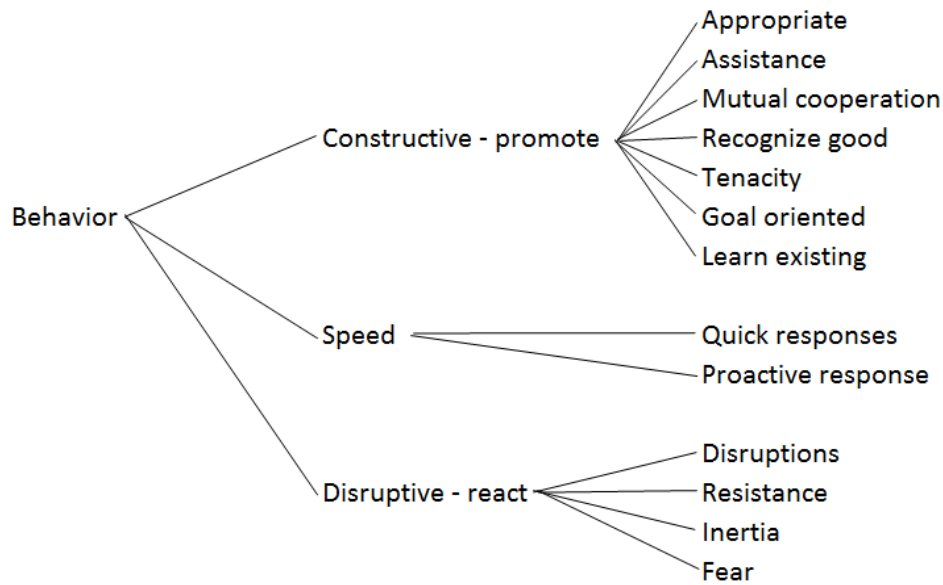 Behavior
Constructive - promote
Appropriate
Assistance
Mutual cooperation
Recognize good
Tenacity
Goal oriented
Learn existing
Speed
Quick responses
Proactive response
Disruptive - react
Disruptions
Resistance
Inertia
Fear